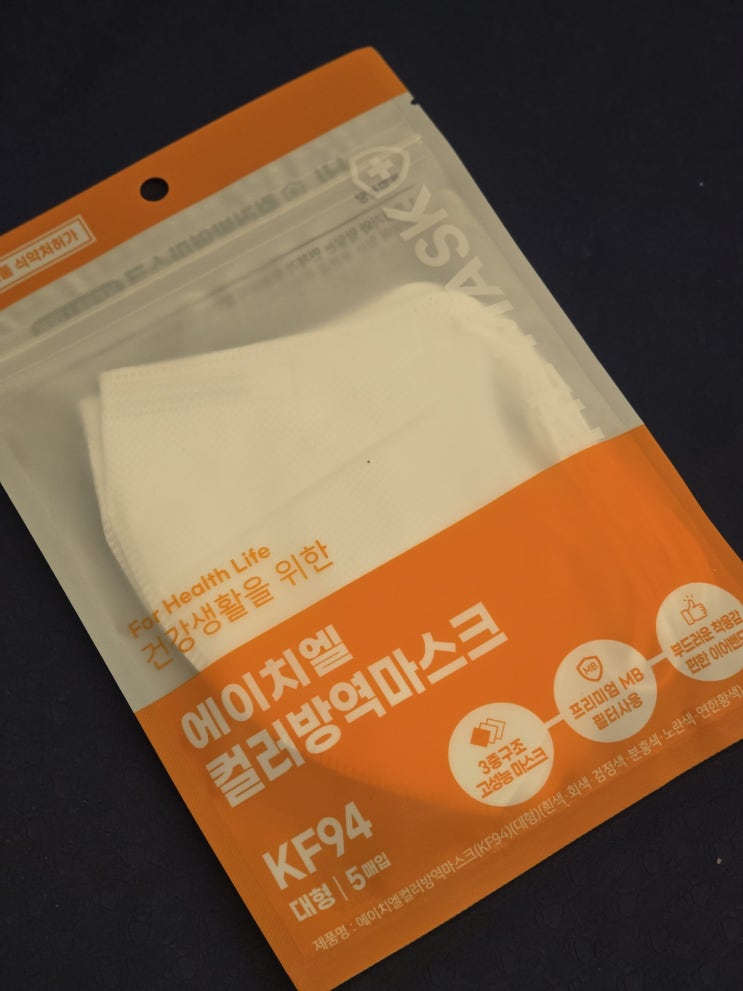 식약처허가
For Health Life
건강생활을 위한
에이치엘
컬러방역마스크
KF94
대형 | 5매입
3중구조
고성능 마스크
MB
프리미엄 MB
필터사용
부드러운 착용감
편한 이어밴드
제품명 : 에이치엘컬러방역마스크(KF94)(대형)(흰색·회색·검정색·분홍색·노란색·연한황색)